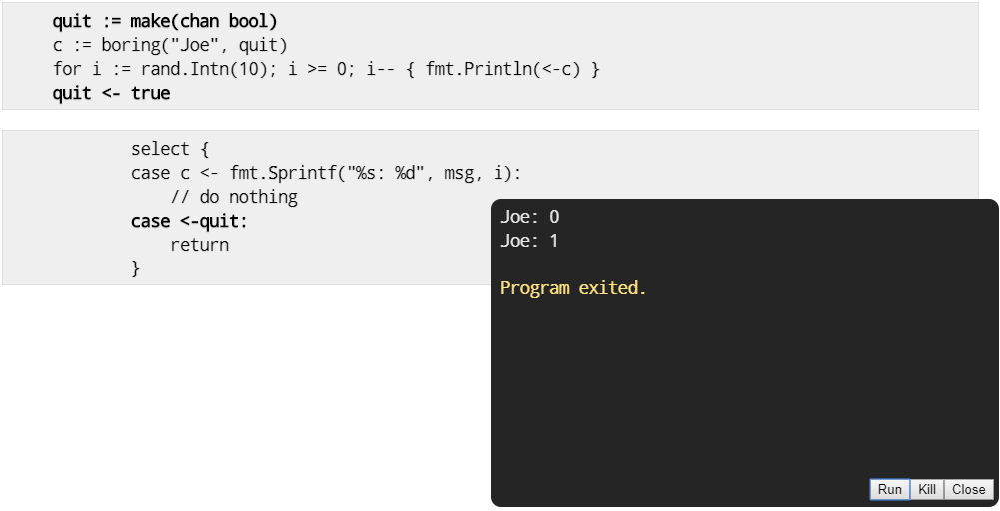 quit := make(chan bool)
c := boring("Joe", quit)
for i := rand.Intn(10); i >= 0; i-- { fmt.Println(<-c) }
quit <- true
select {
case c <- fmt.Sprintf("%s: %d", msg, i):
// do nothing
case <-quit:
return
}
Joe: 0
Joe: 1
Program exited.
Run Kill Close